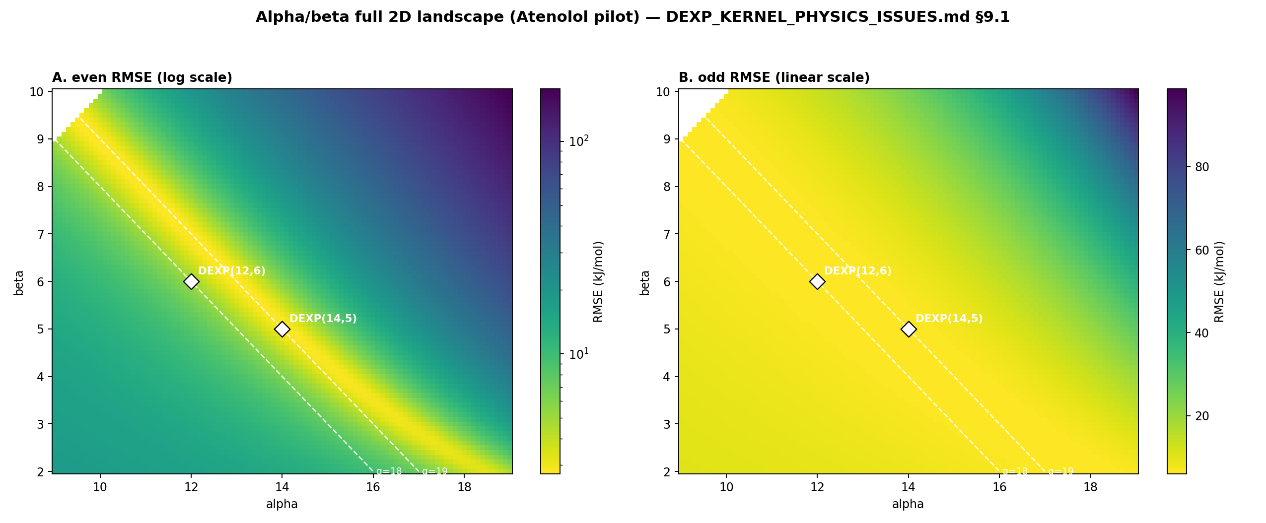 Alpha/beta full 2D landscape (Atenolol pilot) — DEXP_KERNEL_PHYSICS_ISSUES.md §9.1
A. even RMSE (log scale)
10
9
8
7
6
5
4
3
2
beta
DEXP(12,6)
DEXP(14,5)
q=18
q=19
10
12
14
16
18
alpha
10²
10¹
RMSE (kJ/mol)
B. odd RMSE (linear scale)
10
9
8
7
6
5
4
3
2
beta
DEXP(12,6)
DEXP(14,5)
q=18
q=19
10
12
14
16
18
alpha
80
60
40
20
RMSE (kJ/mol)